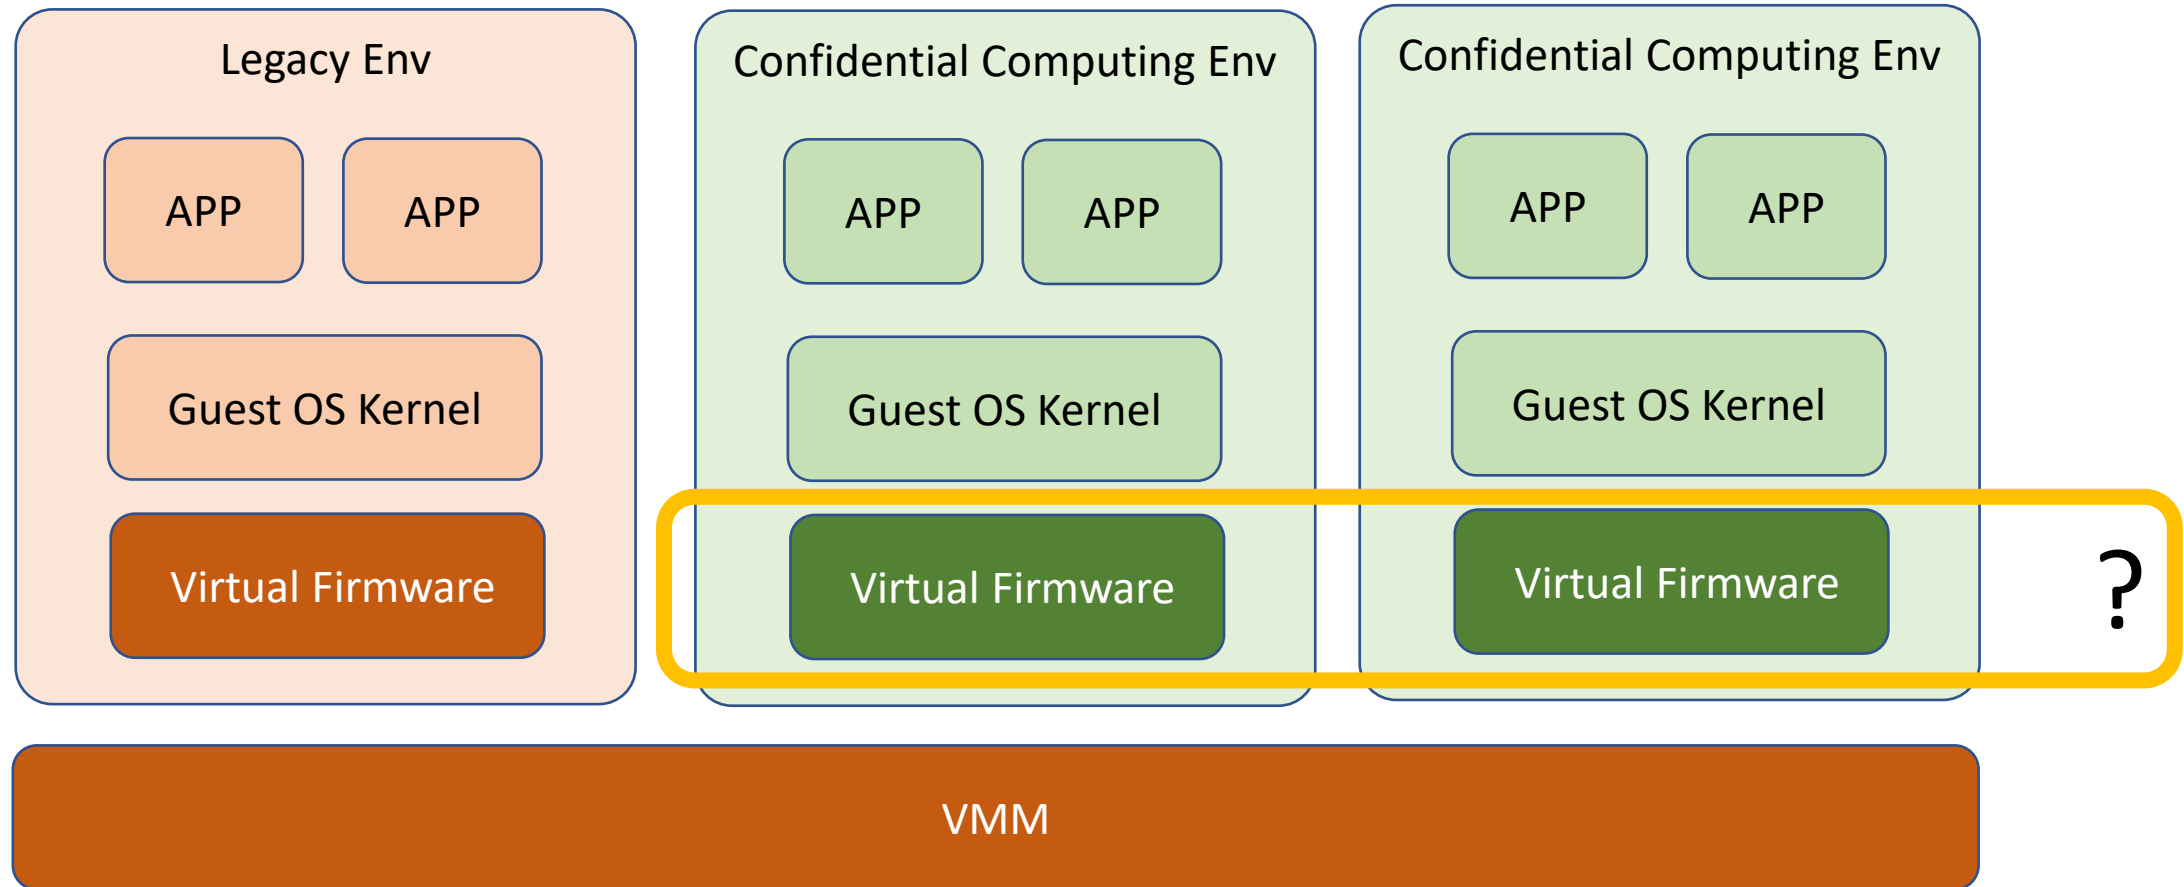 Legacy Env
APP
APP
Guest OS Kernel
Virtual Firmware
Confidential Computing Env
APP
APP
Guest OS Kernel
Virtual Firmware
Confidential Computing Env
APP
APP
Guest OS Kernel
Virtual Firmware
?
VMM